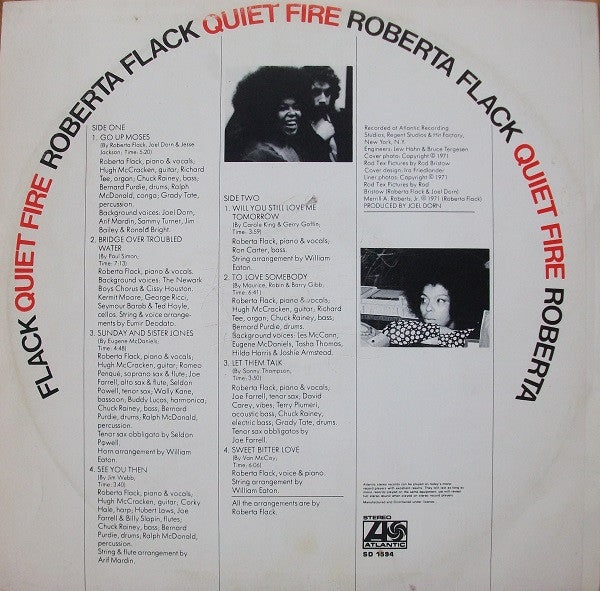 FLACK QUIET FIRE ROBERTA FLACK QUIET FIRE ROBERTA FLACK QUIET FIRE ROBERTA
SIDE ONE
1. GO UP MOSES
(By Roberta Flack, Joel Dorn & Jesse
Jackson; Time: 5:20)
Roberta Flack, piano & vocals;
Hugh McCracken, guitar; Richard
Tee, organ; Chuck Rainey, bass;
Bernard Purdie, drums, Ralph
McDonald, conga; Grady Tate,
percussion.
Background voices: Joel Dorn,
Arif Mardin, Sammy Turner, Jim
Bailey & Ronald Bright.
2. BRIDGE OVER TROUBLED
WATER
(By Paul Simon,
Time: 7:13)
Roberta Flack, piano & vocals.
Background voices: The Newark
Boys Chorus & Cissy Houston.
Kermit Moore, George Ricci,
Seymour Barab & Ted Hoyle,
cellos. String & voice arrange-
ments by Eumir Deodato.
3. SUNDAY AND SISTER JONES
(By Eugene McDaniels;
Time: 4:48)
Roberta Flack, piano & vocals,
Hugh McCracken, guitar; Romeo
Penque, soprano sax & flute; Joe
Farrell, alto sax & flute, Seldon
Powell, tenor sax; Wally Kane,
bassoon; Buddy Lucas, harmonica;
Chuck Rainey, bass; Bernard
Purdie, drums; Ralph McDonald,
percussion.
Tenor sax obbligato by Seldon
Powell.
Horn arrangement by William
Eaton.
4. SEE YOU THEN
(By Jim Webb,
Time: 3:40)
Roberta Flack, piano & vocals,
Hugh McCracken, guitar; Corky
Hale, harp; Hubert Laws, Joe
Farrell & Billy Slapin, flutes;
Chuck Rainey, bass; Bernard
Purdie, drums, Ralph McDonald,
percussion.
String & flute arrangement by
Arif Mardin.
SIDE TWO
1. WILL YOU STILL LOVE ME
TOMORROW
(By Carole King & Gerry Goffin;
Time: 3:59)
Roberta Flack, piano & vocals;
Ron Carter, bass.
String arrangement by William
Eaton.
2. TO LOVE SOMEBODY
(By Maurice, Robin & Barry Gibb,
Time: 6:41)
Roberta Flack, piano & vocals;
Hugh McCracken, guitar; Richard
Tee, organ; Chuck Rainey, bass;
Bernard Purdie, drums.
Background voices: Les McCann,
Eugene McDaniels, Tasha Thomas,
Hilda Harris & Joshie Armstead.
3. LET THEM TALK
(By Sonny Thompson,
Time: 3:50)
Roberta Flack, piano & vocals;
Joe Farrell, tenor sax, David
Carey, vibes; Terry Plumeri,
acoustic bass; Chuck Rainey,
electric bass; Grady Tate, drums.
Tenor sax obbligatos by
Joe Farrell.
4. SWEET BITTER LOVE
(By Van McCoy;
Time: 6:06)
Roberta Flack, voice & piano.
String arrangement by
William Eaton.
All the arrangements are by
Roberta Flack.
Recorded at Atlantic Recording
Studios, Regent Studios & Hit Factory,
New York, N.Y.
Engineers: Lew Hahn & Bruce Tergesen
Cover photo: Copyright © 1971
Rod Tex Pictures by Rod Bristow
Cover design: Ira Friedlander
Liner photos: Copyright © 1971
Rod Tex Pictures by Rod
Bristow (Roberta Flack & Joel Dorn)
Merrill A. Roberts, Jr. © 1971 (Roberta Flack)
PRODUCED BY JOEL DORN
STEREO
ATLANTIC
SD 1594